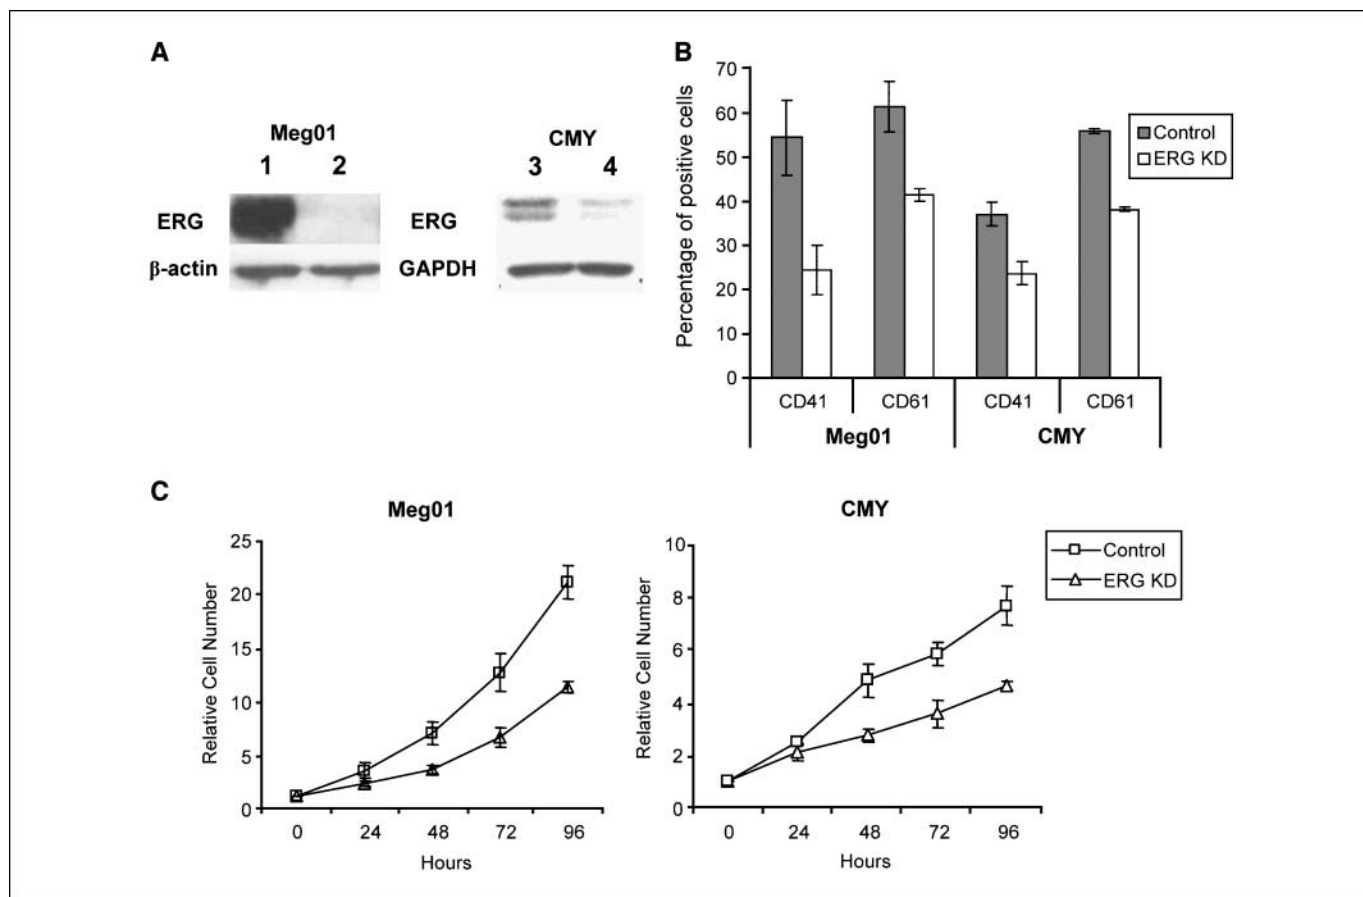 A
Meg01
1 2
ERG
β-actin
CMY
3 4
ERG
GAPDH
B
Percentage of positive cells
70
60
50
40
30
20
10
0
CD41 CD61 CD41 CD61
Meg01 CMY
Control
ERG KD
C
Meg01
Relative Cell Number
25
20
15
10
5
0
0 24 48 72 96
Hours
CMY
Relative Cell Number
10
8
6
4
2
0
0 24 48 72 96
Hours
Control
ERG KD